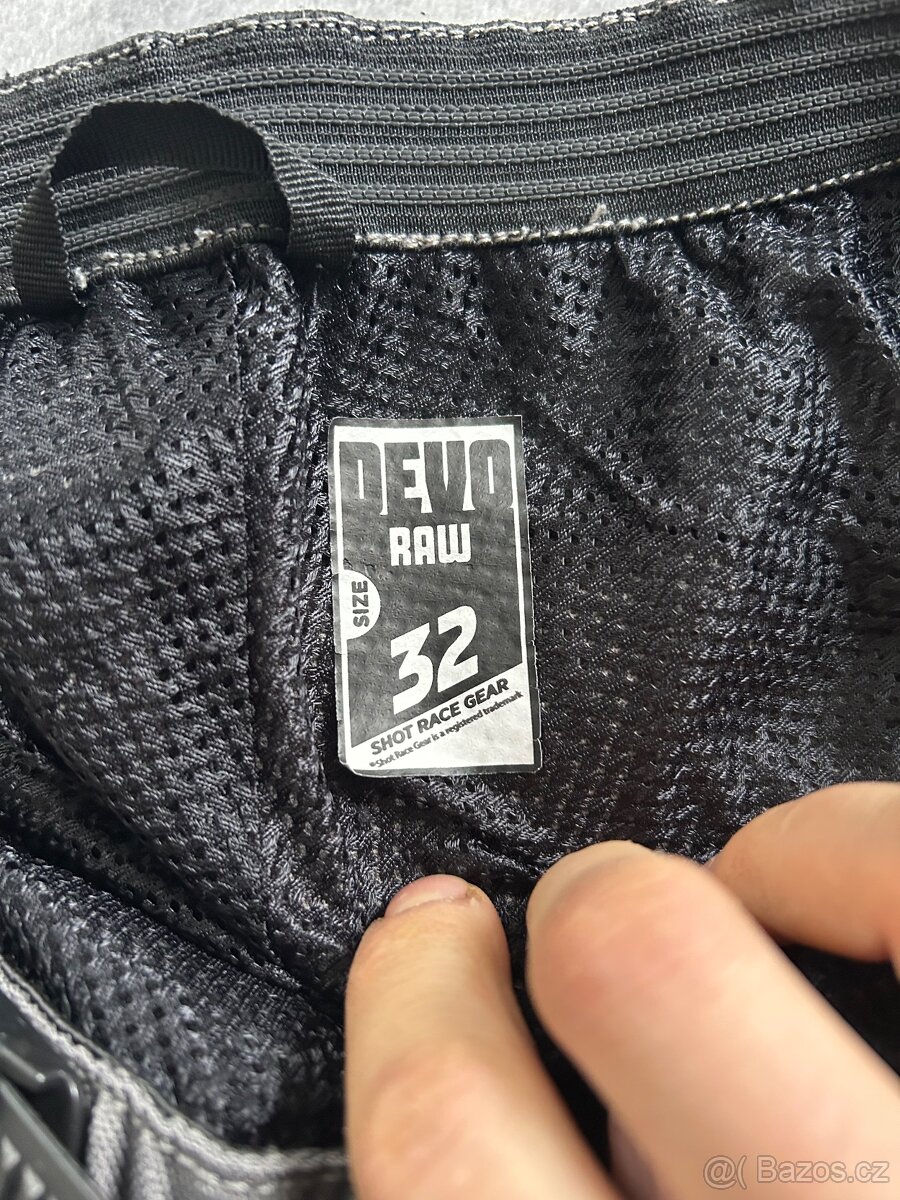 DEVO
RAW
SIZE
32
SHOT RACE GEAR
*Shot Race Gear is a registered trademark
@( Bazos.cz